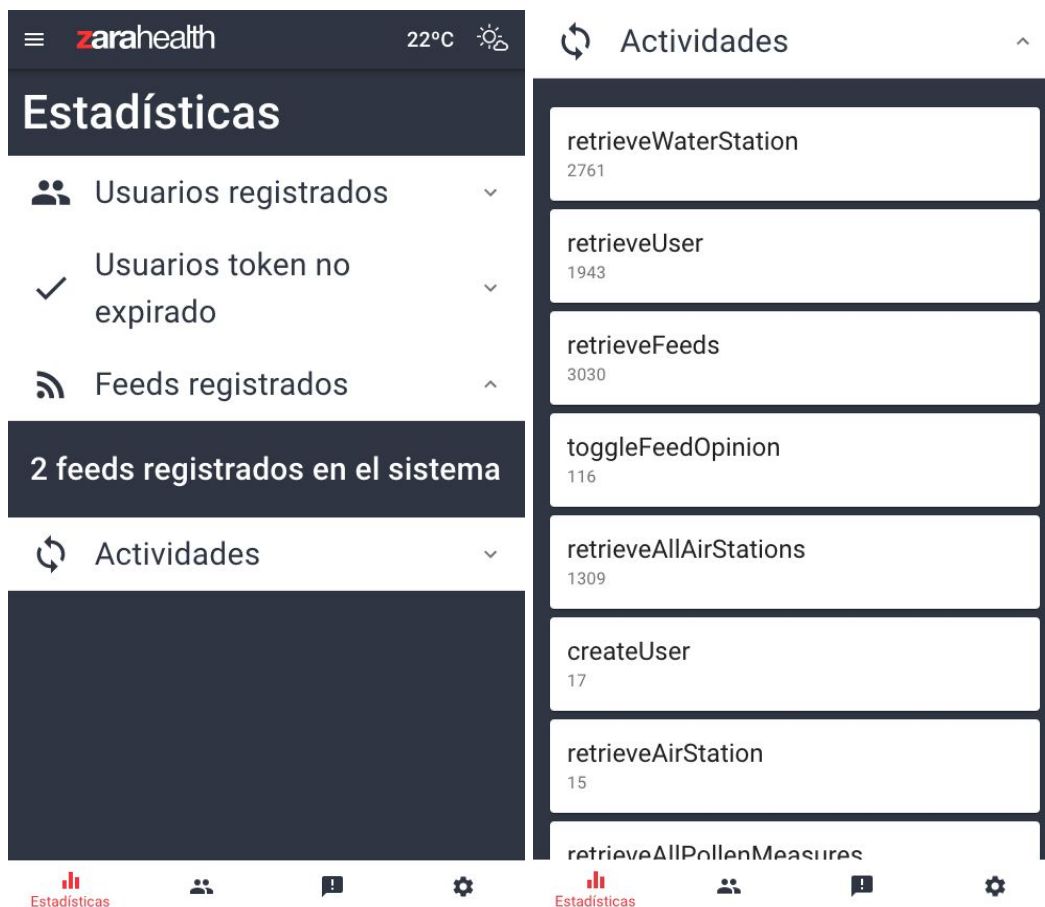 zarahealth 22°C
Estadísticas
Usuarios registrados
Usuarios token no
expirado
Feeds registrados
2 feeds registrados en el sistema
Actividades
Estadísticas
Actividades
retrieveWaterStation
2761
retrieveUser
1943
retrieveFeeds
3030
toggleFeedOpinion
116
retrieveAllAirStations
1309
createUser
17
retrieveAirStation
15
retrieveAllPollenMeasures
Estadísticas